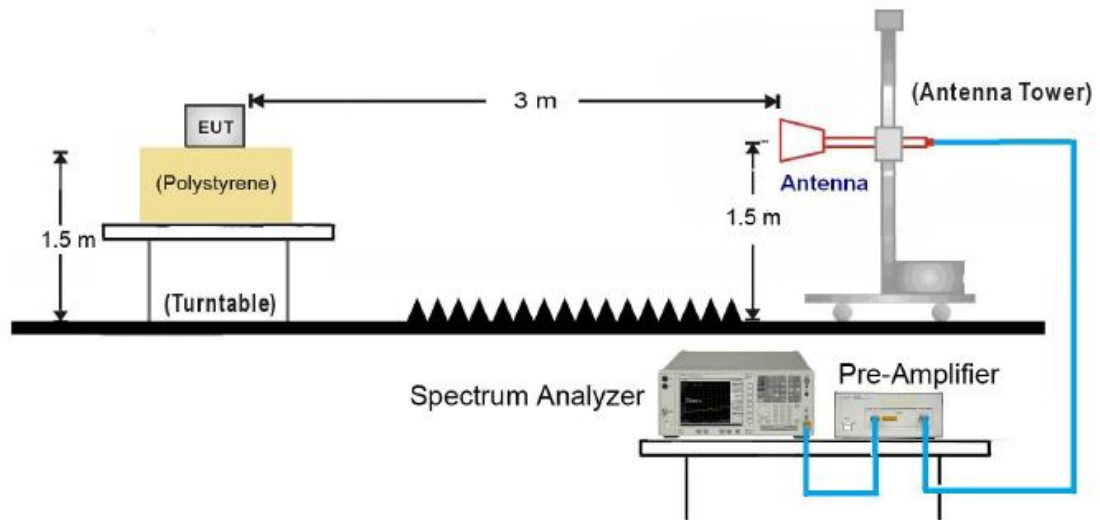 3 m
(Antenna Tower)
EUT
(Polystyrene)
Antenna
1.5 m
1.5 m
(Turntable)
Spectrum Analyzer
Pre-Amplifier